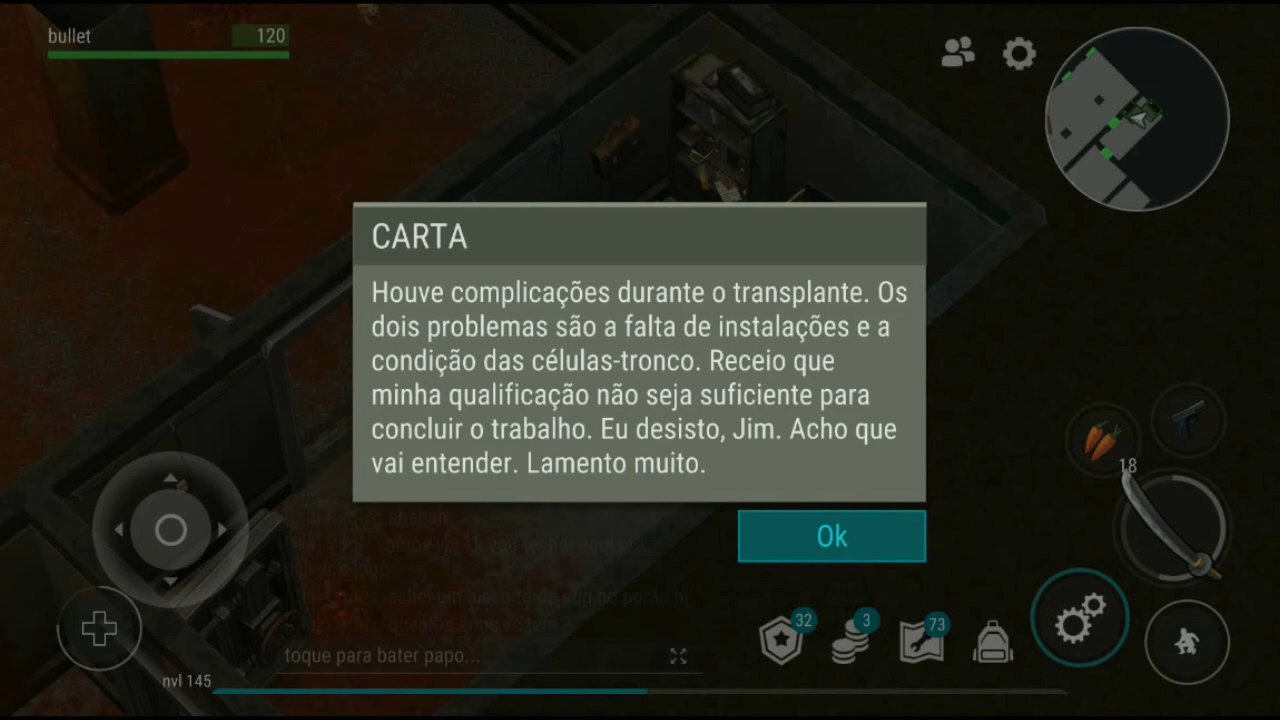 bullet
120
CARTA
Houve complicações durante o transplante. Os
dois problemas são a falta de instalações e a
condição das células-tronco. Receio que
minha qualificação não seja suficiente para
concluir o trabalho. Eu desisto, Jim. Acho que
vai entender. Lamento muito.
Ok
18
32
3
73
toque para bater papo...
nvl 145